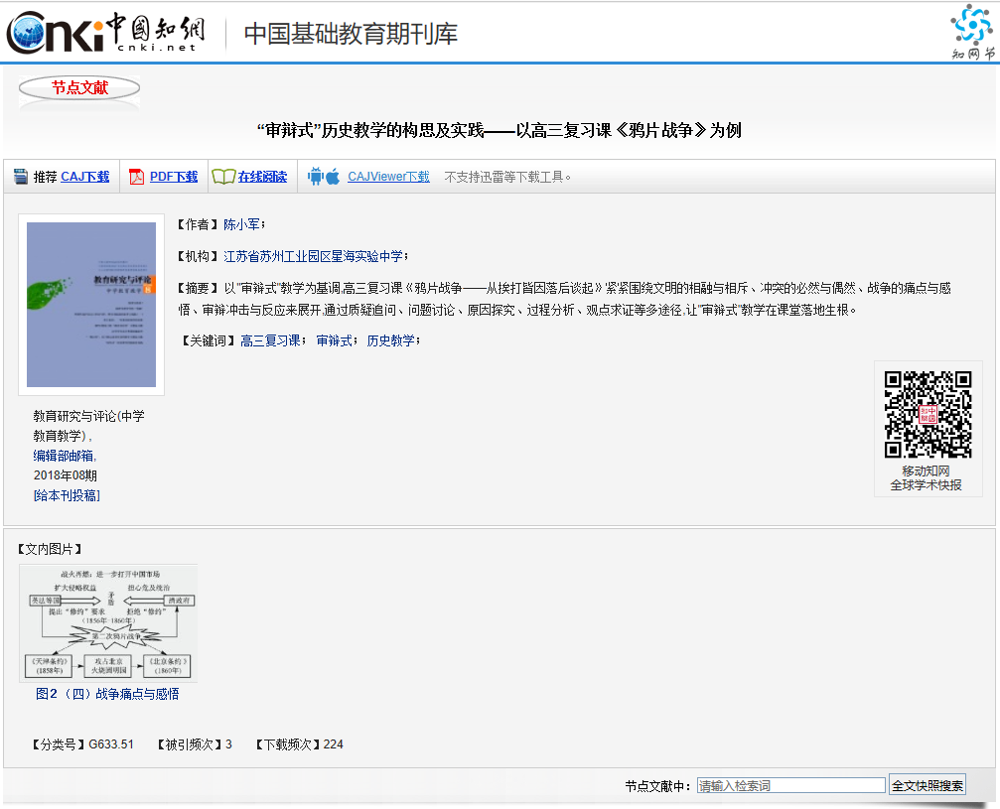 Cnki中國知網
cnki.net
中国基础教育期刊库
知网节
节点文献
“审辩式”历史教学的构思及实践——以高三复习课《鸦片战争》为例
推荐 CAJ下载 PDF下载 在线阅读 CAJViewer下载 不支持迅雷等下载工具。
【作者】 陈小军；
【机构】 江苏省苏州工业园区星海实验中学；
【摘要】 以"审辩式"教学为基调,高三复习课《鸦片战争——从挨打皆因落后谈起》紧紧围绕文明的相融与相斥、冲突的必然与偶然、战争的痛点与感
悟、审辩冲击与反应来展开,通过质疑追问、问题讨论、原因探究、过程分析、观点求证等多途径,让"审辩式"教学在课堂落地生根。
【关键词】 高三复习课； 审辩式； 历史教学；
教育研究与评论
中学教育教学
教育研究与评论(中学
教育教学) ,
编辑部邮箱,
2018年08期
[给本刊投稿]
移动知网
全球学术快报
【文内图片】
战火再燃：进一步打开中国市场
扩大侵略权益 担心危及统治
英法等国 矛盾 清政府
提出“修约”要求 拒绝“修约”
(1856年-1860年)
第二次鸦片战争
《天津条约》 攻占北京 《北京条约》
(1858年) 火烧圆明园 (1860年)
图2 （四）战争痛点与感悟
【分类号】G633.51 【被引频次】3 【下载频次】224
节点文献中： 请输入检索词 全文快照搜索